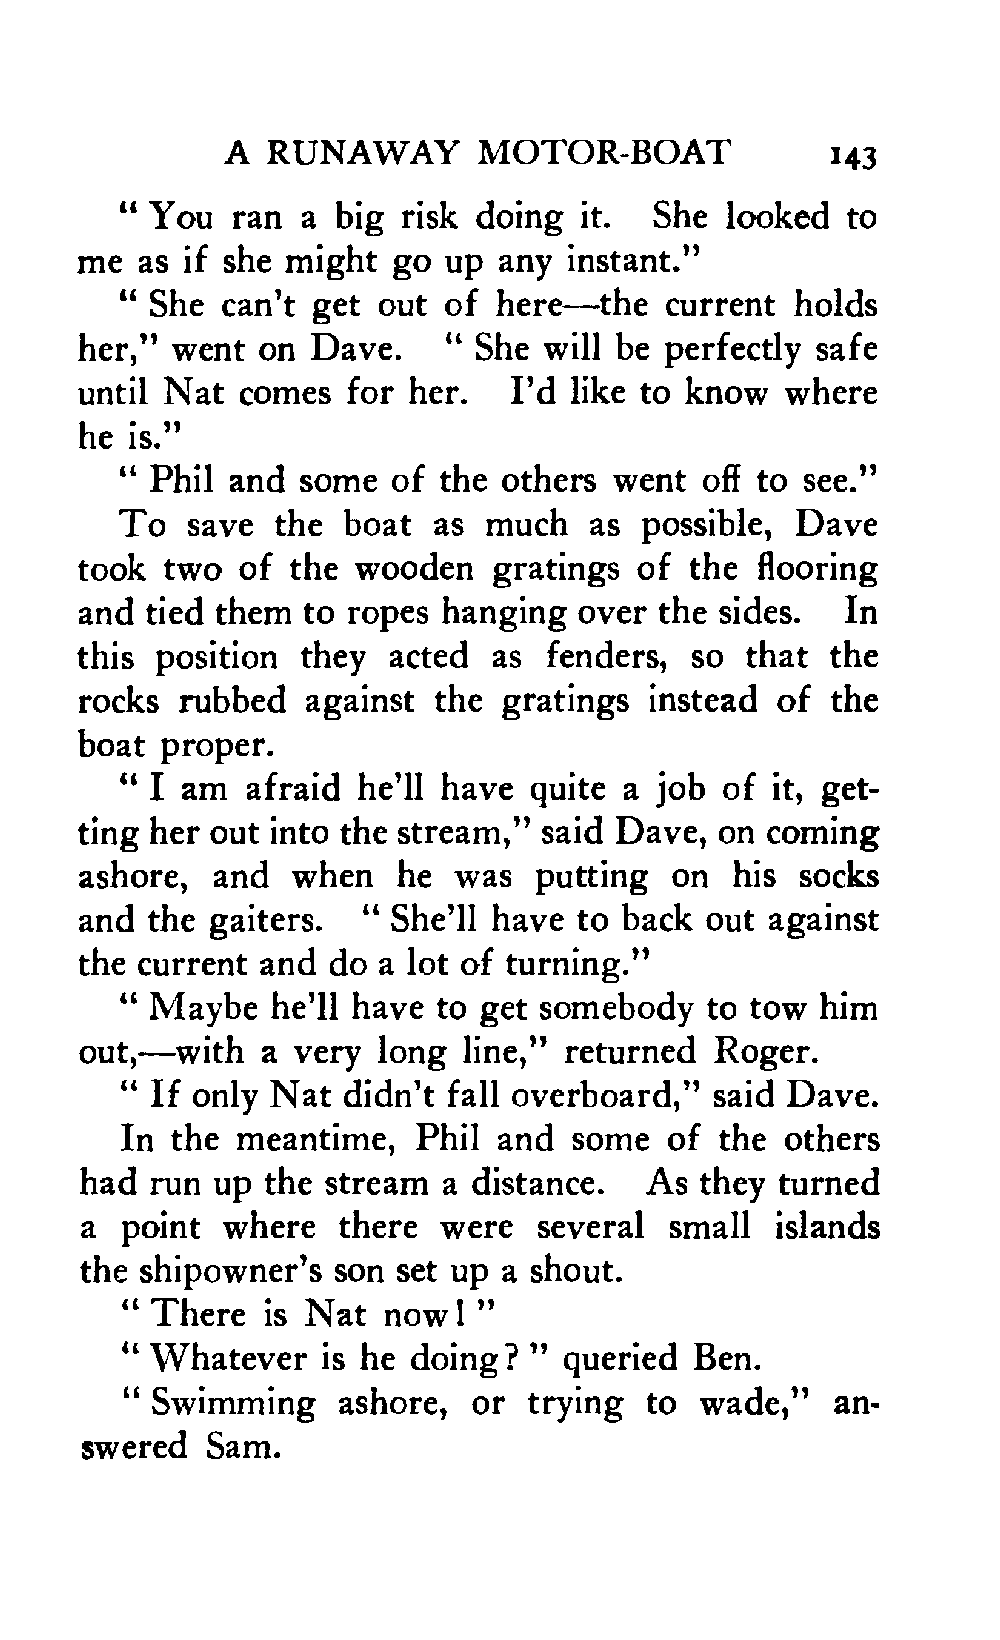 A RUNAWAY MOTOR-BOAT 143
“ You ran a big risk doing it. She looked to
me as if she might go up any instant.”
“ She can’t get out of here—the current holds
her,” went on Dave. “ She will be perfectly safe
until Nat comes for her. I’d like to know where
he is.”
“ Phil and some of the others went off to see.”
To save the boat as much as possible, Dave
took two of the wooden gratings of the flooring
and tied them to ropes hanging over the sides. In
this position they acted as fenders, so that the
rocks rubbed against the gratings instead of the
boat proper.
“ I am afraid he’ll have quite a job of it, get-
ting her out into the stream,” said Dave, on coming
ashore, and when he was putting on his socks
and the gaiters. “ She’ll have to back out against
the current and do a lot of turning.”
“ Maybe he’ll have to get somebody to tow him
out,—with a very long line,” returned Roger.
“ If only Nat didn’t fall overboard,” said Dave.
In the meantime, Phil and some of the others
had run up the stream a distance. As they turned
a point where there were several small islands
the shipowner’s son set up a shout.
“ There is Nat now! ”
“ Whatever is he doing? ” queried Ben.
“ Swimming ashore, or trying to wade,” an-
swered Sam.